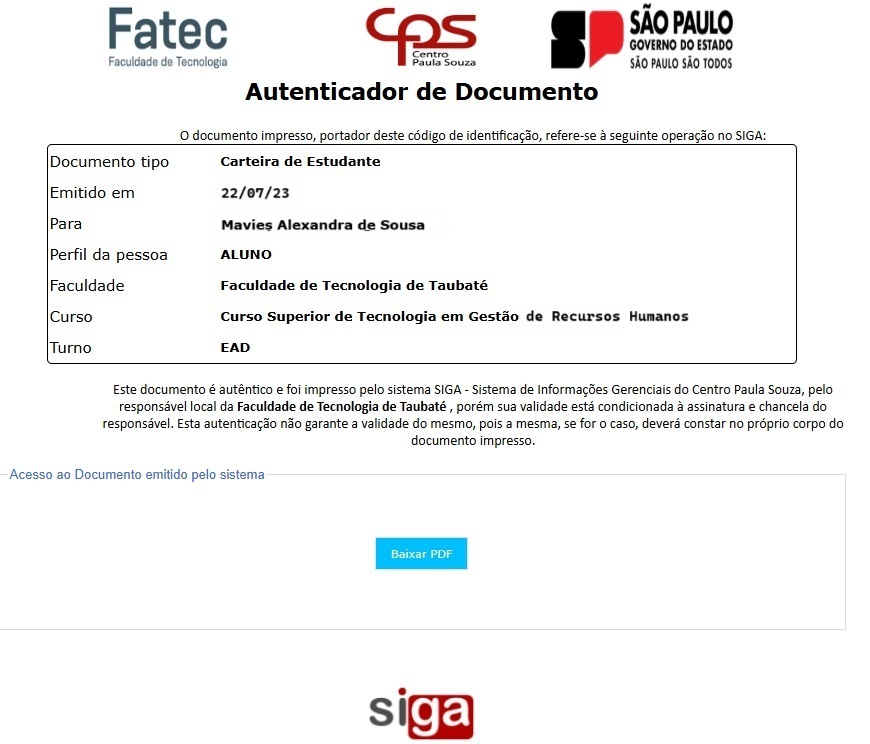 Fatec
Faculdade de Tecnologia
CPS
Centro
Paula Souza
SP
SÃO PAULO
GOVERNO DO ESTADO
SÃO PAULO SÃO TODOS
Autenticador de Documento
O documento impresso, portador deste código de identificação, refere-se à seguinte operação no SIGA:
Documento tipo Carteira de Estudante
Emitido em 22/07/23
Para Mavies Alexandra de Sousa
Perfil da pessoa ALUNO
Faculdade Faculdade de Tecnologia de Taubaté
Curso Curso Superior de Tecnologia em Gestão de Recursos Humanos
Turno EAD
Este documento é autêntico e foi impresso pelo sistema SIGA - Sistema de Informações Gerenciais do Centro Paula Souza, pelo
responsável local da Faculdade de Tecnologia de Taubaté , porém sua validade está condicionada à assinatura e chancela do
responsável. Esta autenticação não garante a validade do mesmo, pois a mesma, se for o caso, deverá constar no próprio corpo do
documento impresso.
Acesso ao Documento emitido pelo sistema
Baixar PDF
siga